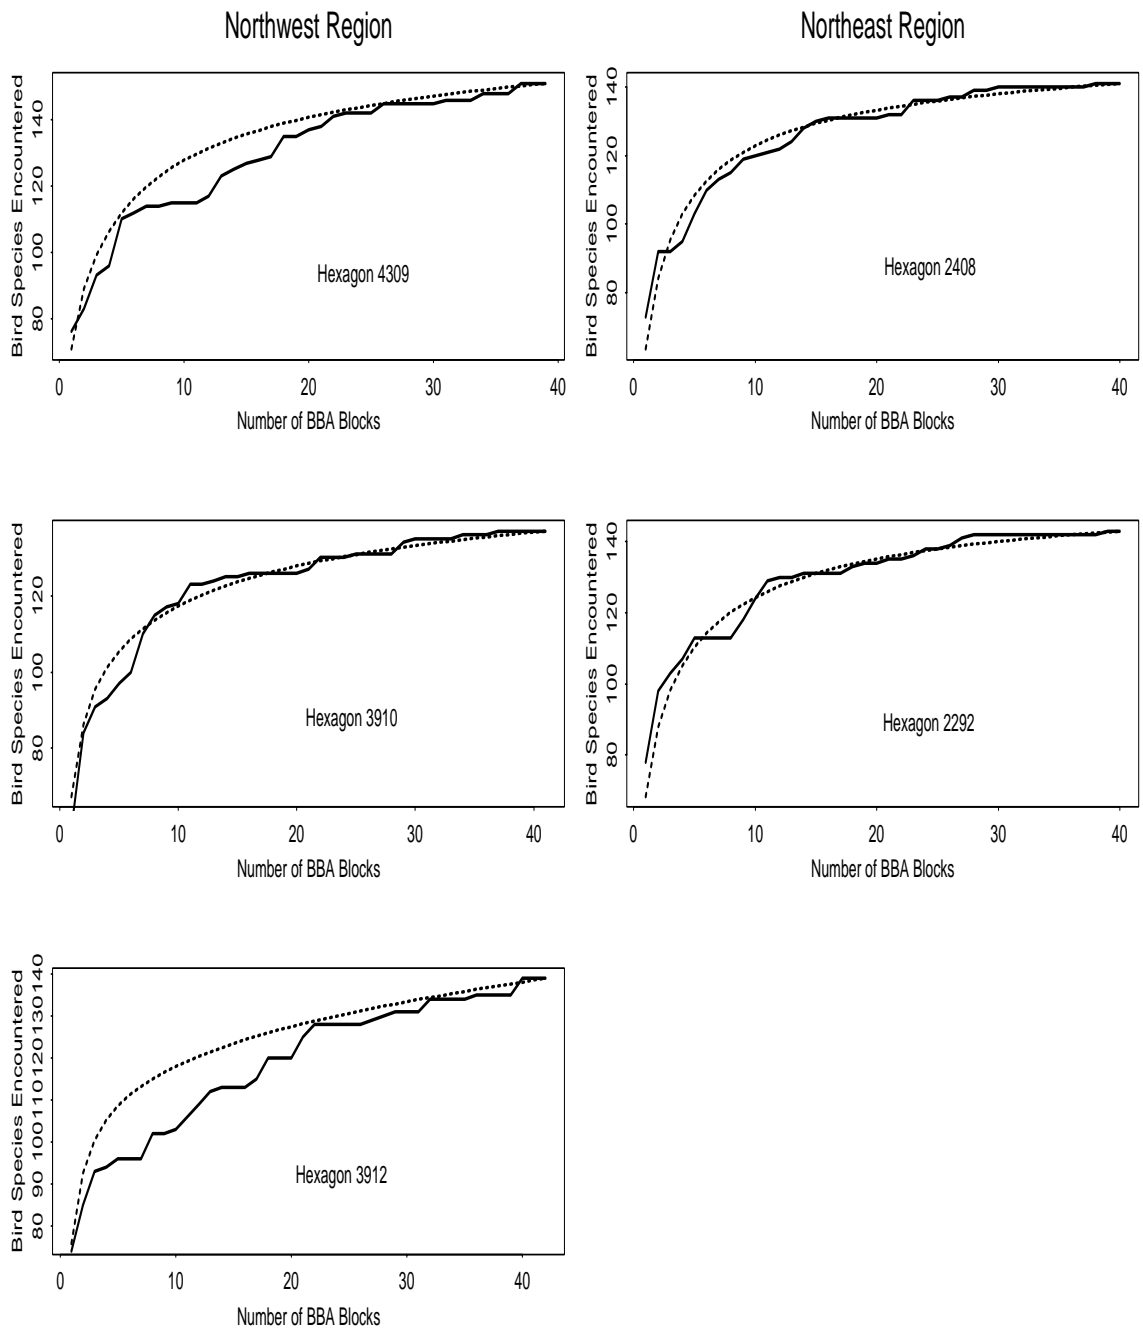 Northwest Region
Northeast Region
Bird Species Encountered
80 100 120 140
Hexagon 4309
0 10 20 30 40
Number of BBA Blocks
Bird Species Encountered
80 100 120 140
Hexagon 2408
0 10 20 30 40
Number of BBA Blocks
Bird Species Encountered
80 100 120
Hexagon 3910
0 10 20 30 40
Number of BBA Blocks
Bird Species Encountered
80 100 120 140
Hexagon 2292
0 10 20 30 40
Number of BBA Blocks
Bird Species Encountered
80 90 100 110 120 130 140
Hexagon 3912
0 10 20 30 40
Number of BBA Blocks